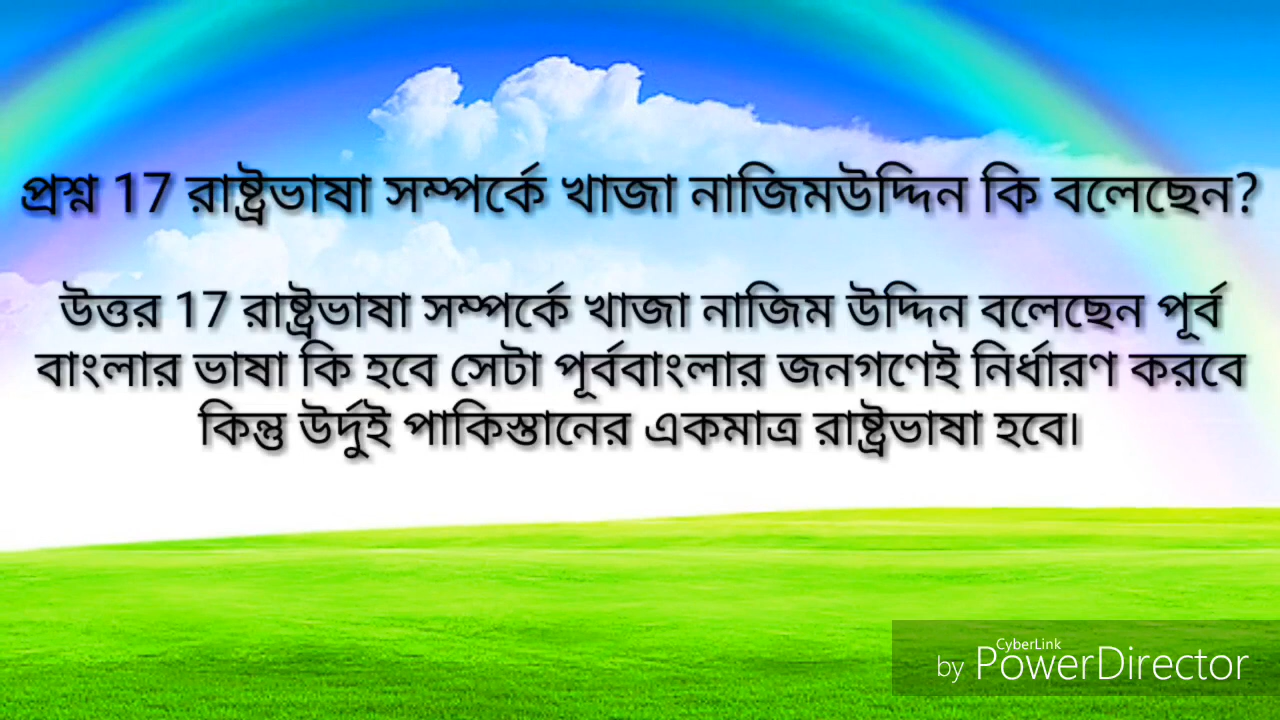 প্রশ্ন 17 রাষ্ট্রভাষা সম্পর্কে খাজা নাজিমউদ্দিন কি বলেছেন?
উত্তর 17 রাষ্ট্রভাষা সম্পর্কে খাজা নাজিম উদ্দিন বলেছেন পূর্ব
বাংলার ভাষা কি হবে সেটা পূর্ববাংলার জনগণেই নির্ধারণ করবে
কিন্তু উর্দুই পাকিস্তানের একমাত্র রাষ্ট্রভাষা হবে।
CyberLink
by PowerDirector